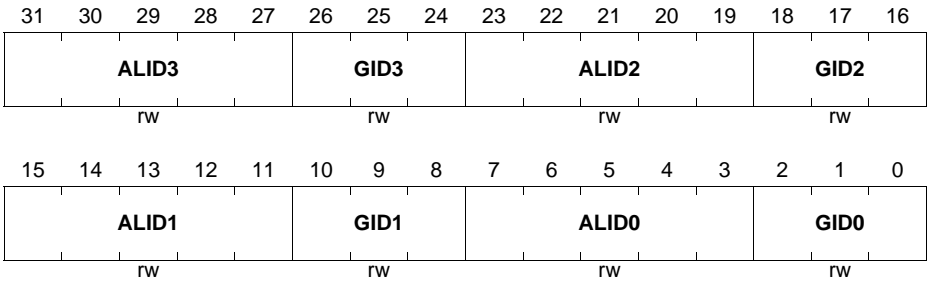 31 30 29 28 27 26 25 24 23 22 21 20 19 18 17 16
ALID3 GID3 ALID2 GID2
rw rw rw rw
15 14 13 12 11 10 9 8 7 6 5 4 3 2 1 0
ALID1 GID1 ALID0 GID0
rw rw rw rw